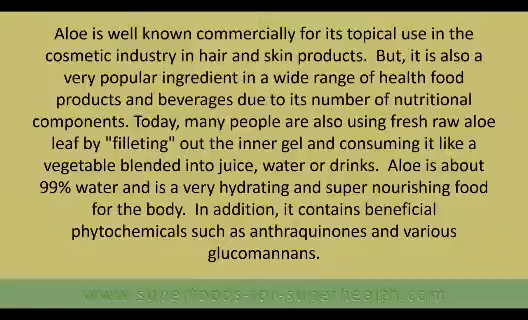 Aloe is well known commercially for its topical use in the
cosmetic industry in hair and skin products.  But, it is also a
very popular ingredient in a wide range of health food
products and beverages due to its number of nutritional
components. Today, many people are also using fresh raw aloe
leaf by "filleting" out the inner gel and consuming it like a
vegetable blended into juice, water or drinks.  Aloe is about
99% water and is a very hydrating and super nourishing food
for the body.  In addition, it contains beneficial
phytochemicals such as anthraquinones and various
glucomannans.
www.superfoods-for-superhealth.com